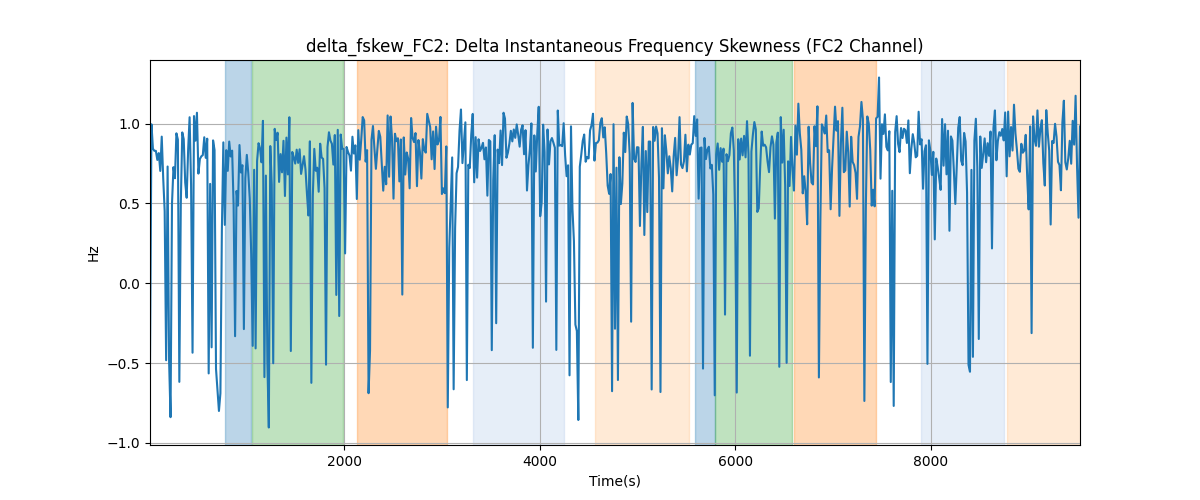 delta_fskew_FC2: Delta Instantaneous Frequency Skewness (FC2 Channel)
Hz
1.0
0.5
0.0
−0.5
−1.0
2000 4000 6000 8000
Time(s)